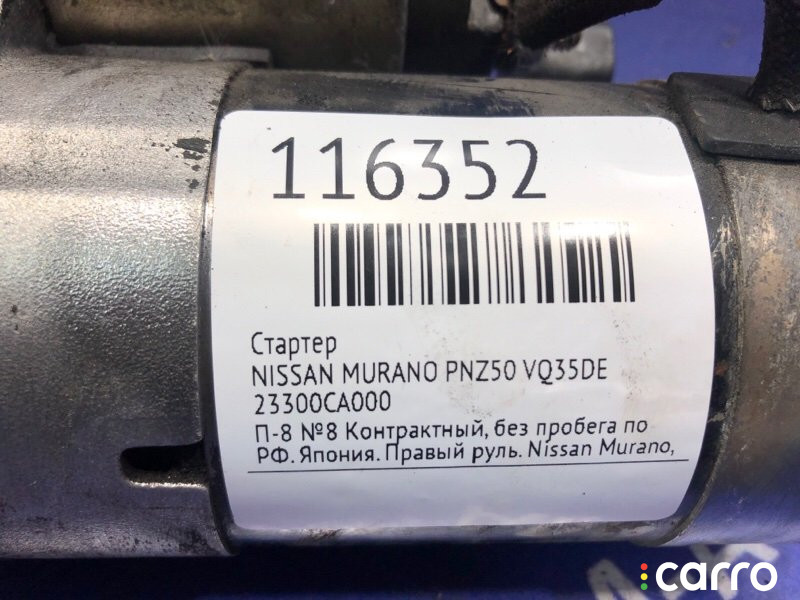 116352
Стартер
NISSAN MURANO PNZ50 VQ35DE
23300CA000
П-8 №8 Контрактный, без пробега по
РФ. Япония. Правый руль. Nissan Murano,
carro